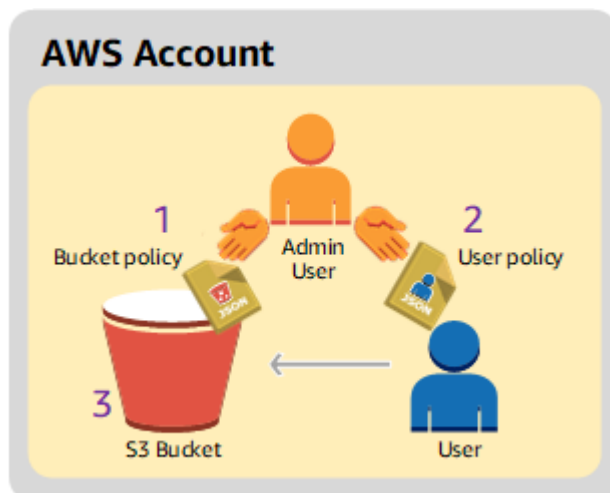 AWS Account
1
2
Admin
User
Bucket policy
User policy
JSON
JSON
3
S3 Bucket
User